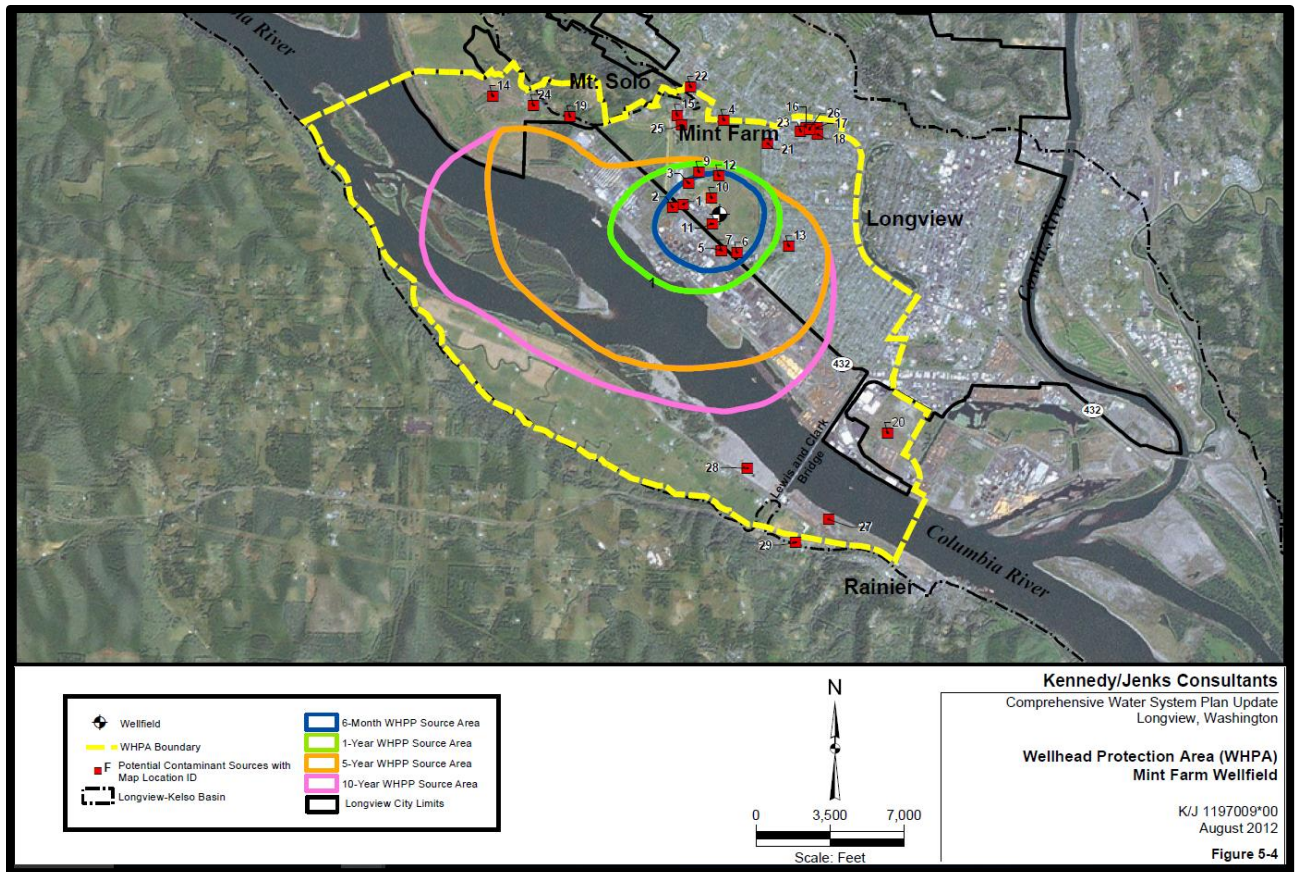 bia River
Mt. Solo
22
14
24
19
15
4
16
26
23
17
18
25
Mint Farm
21
9
12
3
10
2
1
Longview
11
7
6
13
5
1
432
432
20
Cowlitz River
28
Lewis and Clark
Bridge
27
29
Columbia River
Rainier
Wellfield
WHPA Boundary
F Potential Contaminant Sources with
Map Location ID
Longview-Kelso Basin
6-Month WHPP Source Area
1-Year WHPP Source Area
5-Year WHPP Source Area
10-Year WHPP Source Area
Longview City Limits
N
0 3,500 7,000
Scale: Feet
Kennedy/Jenks Consultants
Comprehensive Water System Plan Update
Longview, Washington
Wellhead Protection Area (WHPA)
Mint Farm Wellfield
K/J 1197009*00
August 2012
Figure 5-4